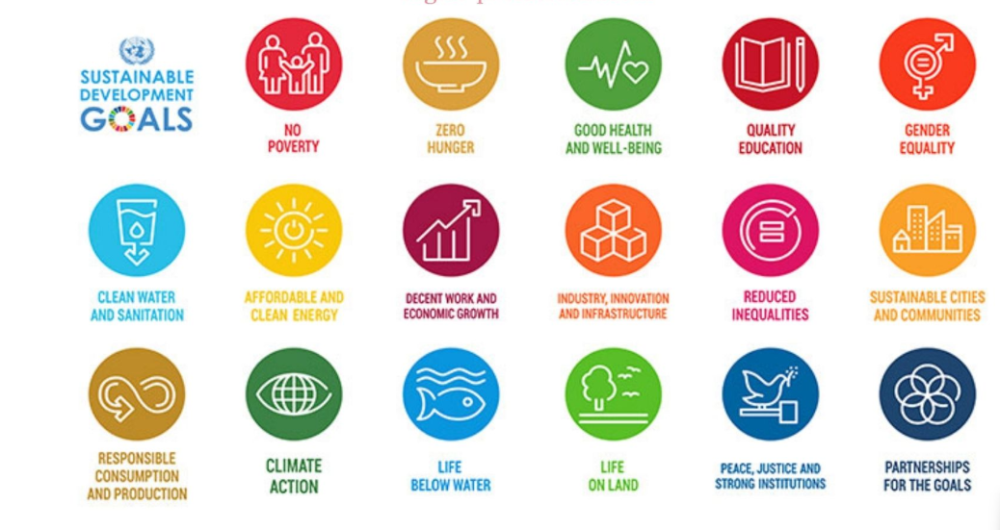 SUSTAINABLE
DEVELOPMENT
GOALS
NO
POVERTY
ZERO
HUNGER
GOOD HEALTH
AND WELL-BEING
QUALITY
EDUCATION
GENDER
EQUALITY
CLEAN WATER
AND SANITATION
AFFORDABLE AND
CLEAN ENERGY
DECENT WORK AND
ECONOMIC GROWTH
INDUSTRY, INNOVATION
AND INFRASTRUCTURE
REDUCED
INEQUALITIES
SUSTAINABLE CITIES
AND COMMUNITIES
RESPONSIBLE
CONSUMPTION
AND PRODUCTION
CLIMATE
ACTION
LIFE
BELOW WATER
LIFE
ON LAND
PEACE, JUSTICE AND
STRONG INSTITUTIONS
PARTNERSHIPS
FOR THE GOALS